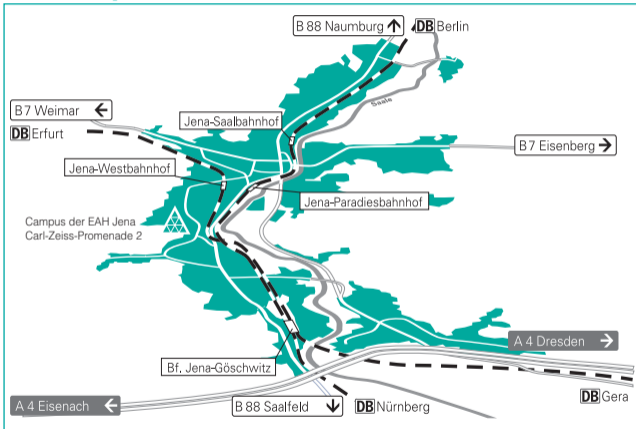 B 88 Naumburg ↑
DB Berlin
Saale
B 7 Weimar ←
DB Erfurt
Jena-Saalbahnhof
B 7 Eisenberg →
Jena-Westbahnhof
Jena-Paradiesbahnhof
Campus der EAH Jena
Carl-Zeiss-Promenade 2
A 4 Dresden →
Bf. Jena-Göschwitz
A 4 Eisenach ←
B 88 Saalfeld ↓
DB Nürnberg
DB Gera